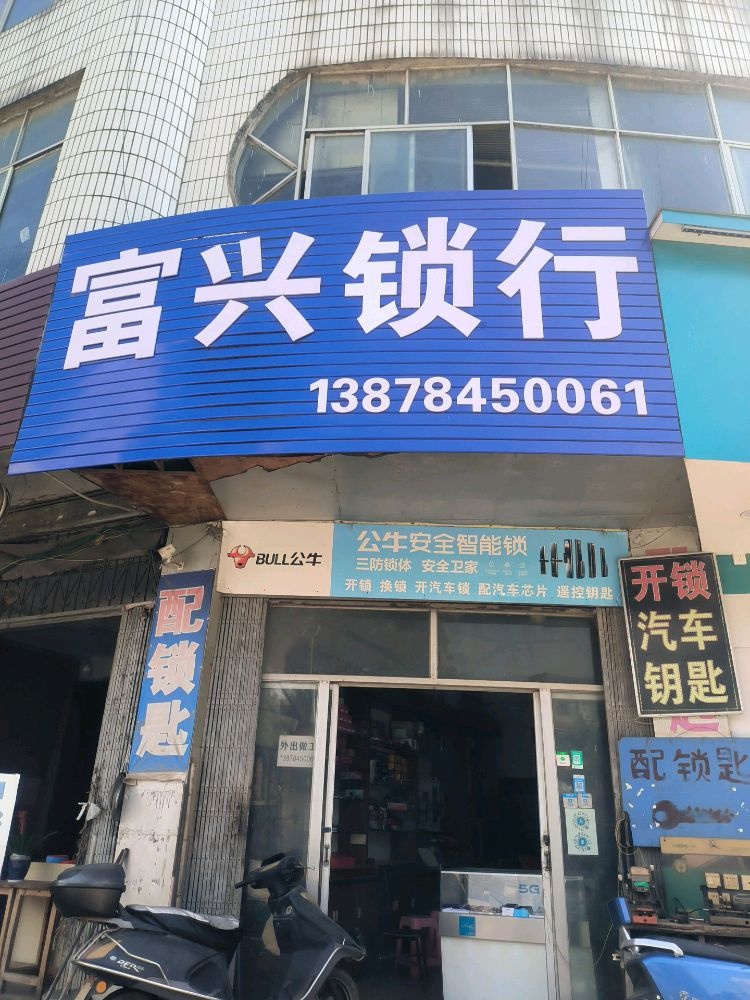 富兴锁行
13878450061
BULL公牛
公牛安全智能锁
三防锁体 安全卫家
开锁 换锁 开汽车锁 配汽车芯片 遥控钥匙
配锁匙
开锁
汽车
钥匙
配锁匙
外出做工
5G